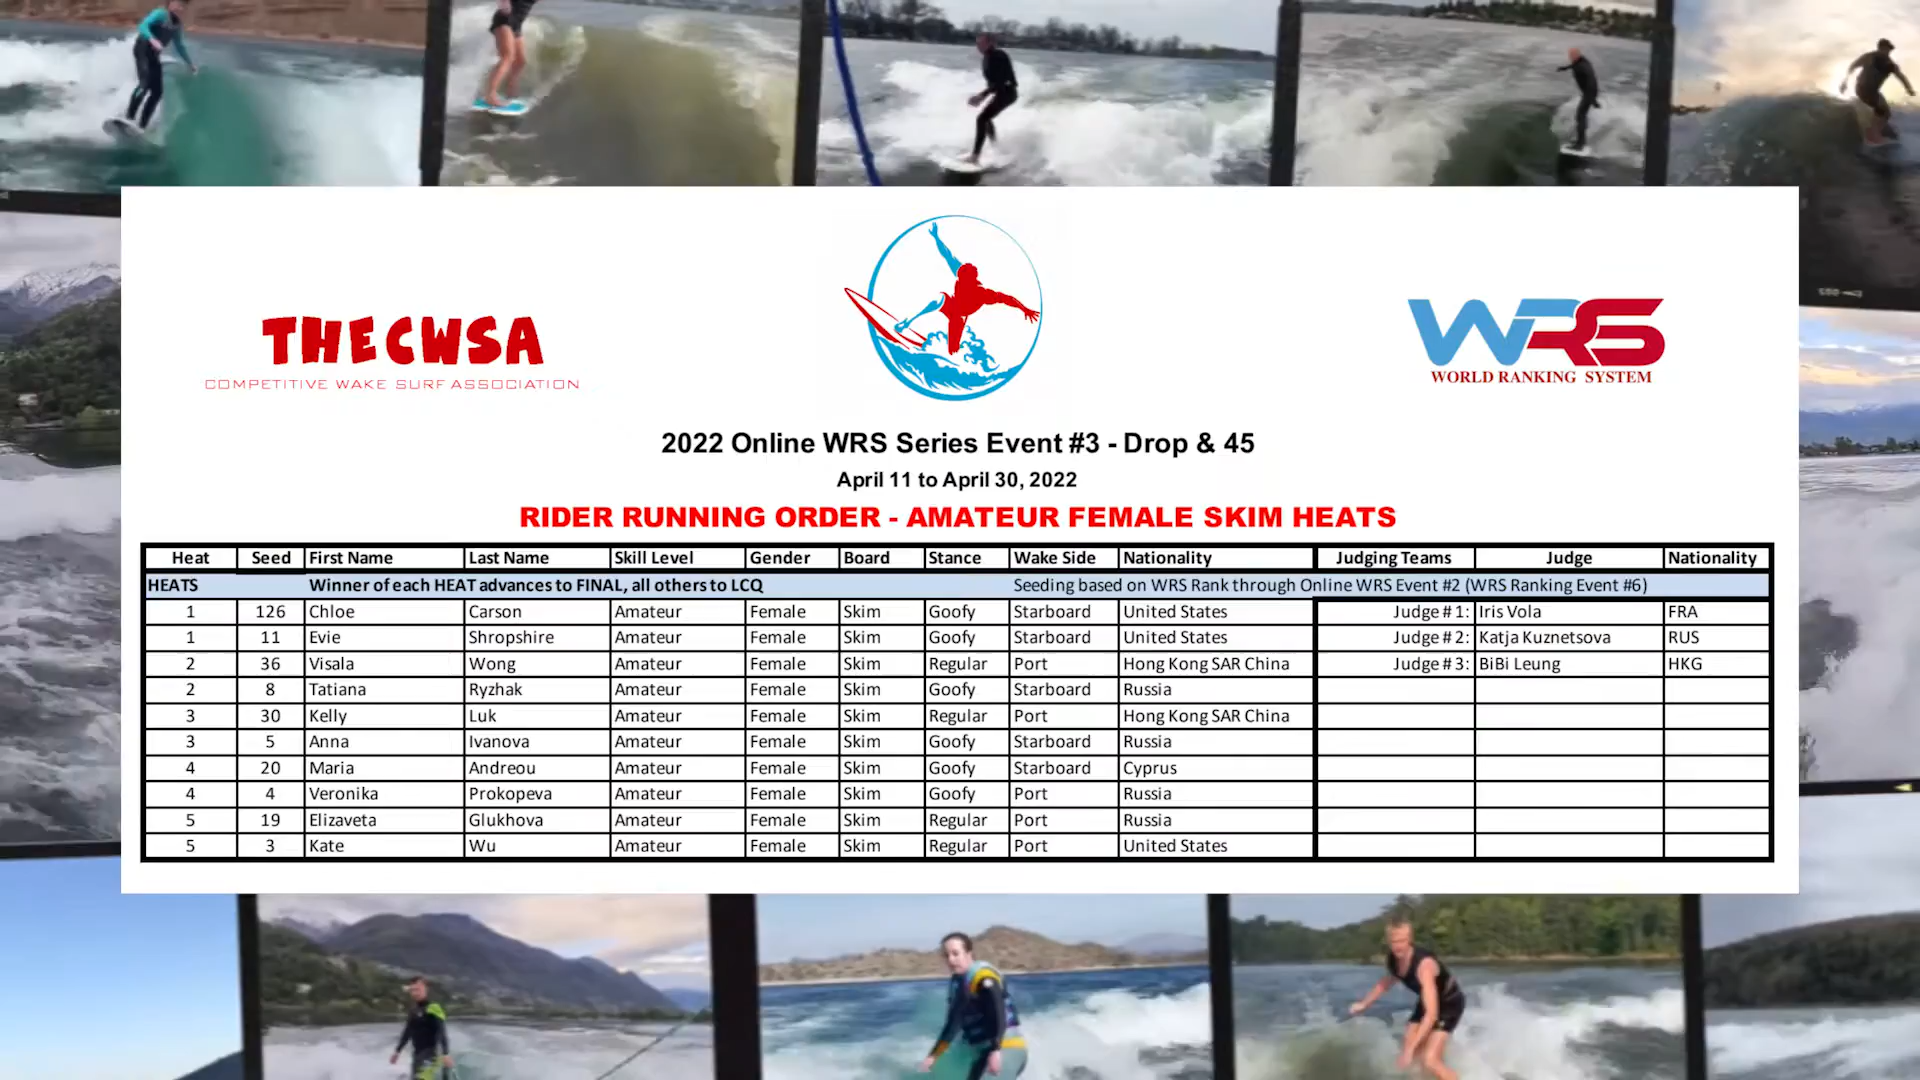 THECWSA
COMPETITIVE WAKE SURF ASSOCIATION
WRS
WORLD RANKING SYSTEM
2022 Online WRS Series Event #3 - Drop & 45
April 11 to April 30, 2022
RIDER RUNNING ORDER - AMATEUR FEMALE SKIM HEATS
Heat Seed First Name Last Name Skill Level Gender Board Stance Wake Side Nationality Judging Teams Judge Nationality
HEATS Winner of each HEAT advances to FINAL, all others to LCQ Seeding based on WRS Rank through Online WRS Event #2 (WRS Ranking Event #6)
1 126 Chloe Carson Amateur Female Skim Goofy Starboard United States Judge #1: Iris Vola FRA
1 11 Evie Shropshire Amateur Female Skim Goofy Starboard United States Judge #2: Katja Kuznetsova RUS
2 36 Visala Wong Amateur Female Skim Regular Port Hong Kong SAR China Judge #3: BiBi Leung HKG
2 8 Tatiana Ryzhak Amateur Female Skim Goofy Starboard Russia
3 30 Kelly Luk Amateur Female Skim Regular Port Hong Kong SAR China
3 5 Anna Ivanova Amateur Female Skim Goofy Starboard Russia
4 20 Maria Andreou Amateur Female Skim Goofy Starboard Cyprus
4 4 Veronika Prokopeva Amateur Female Skim Goofy Port Russia
5 19 Elizaveta Glukhova Amateur Female Skim Regular Port Russia
5 3 Kate Wu Amateur Female Skim Regular Port United States